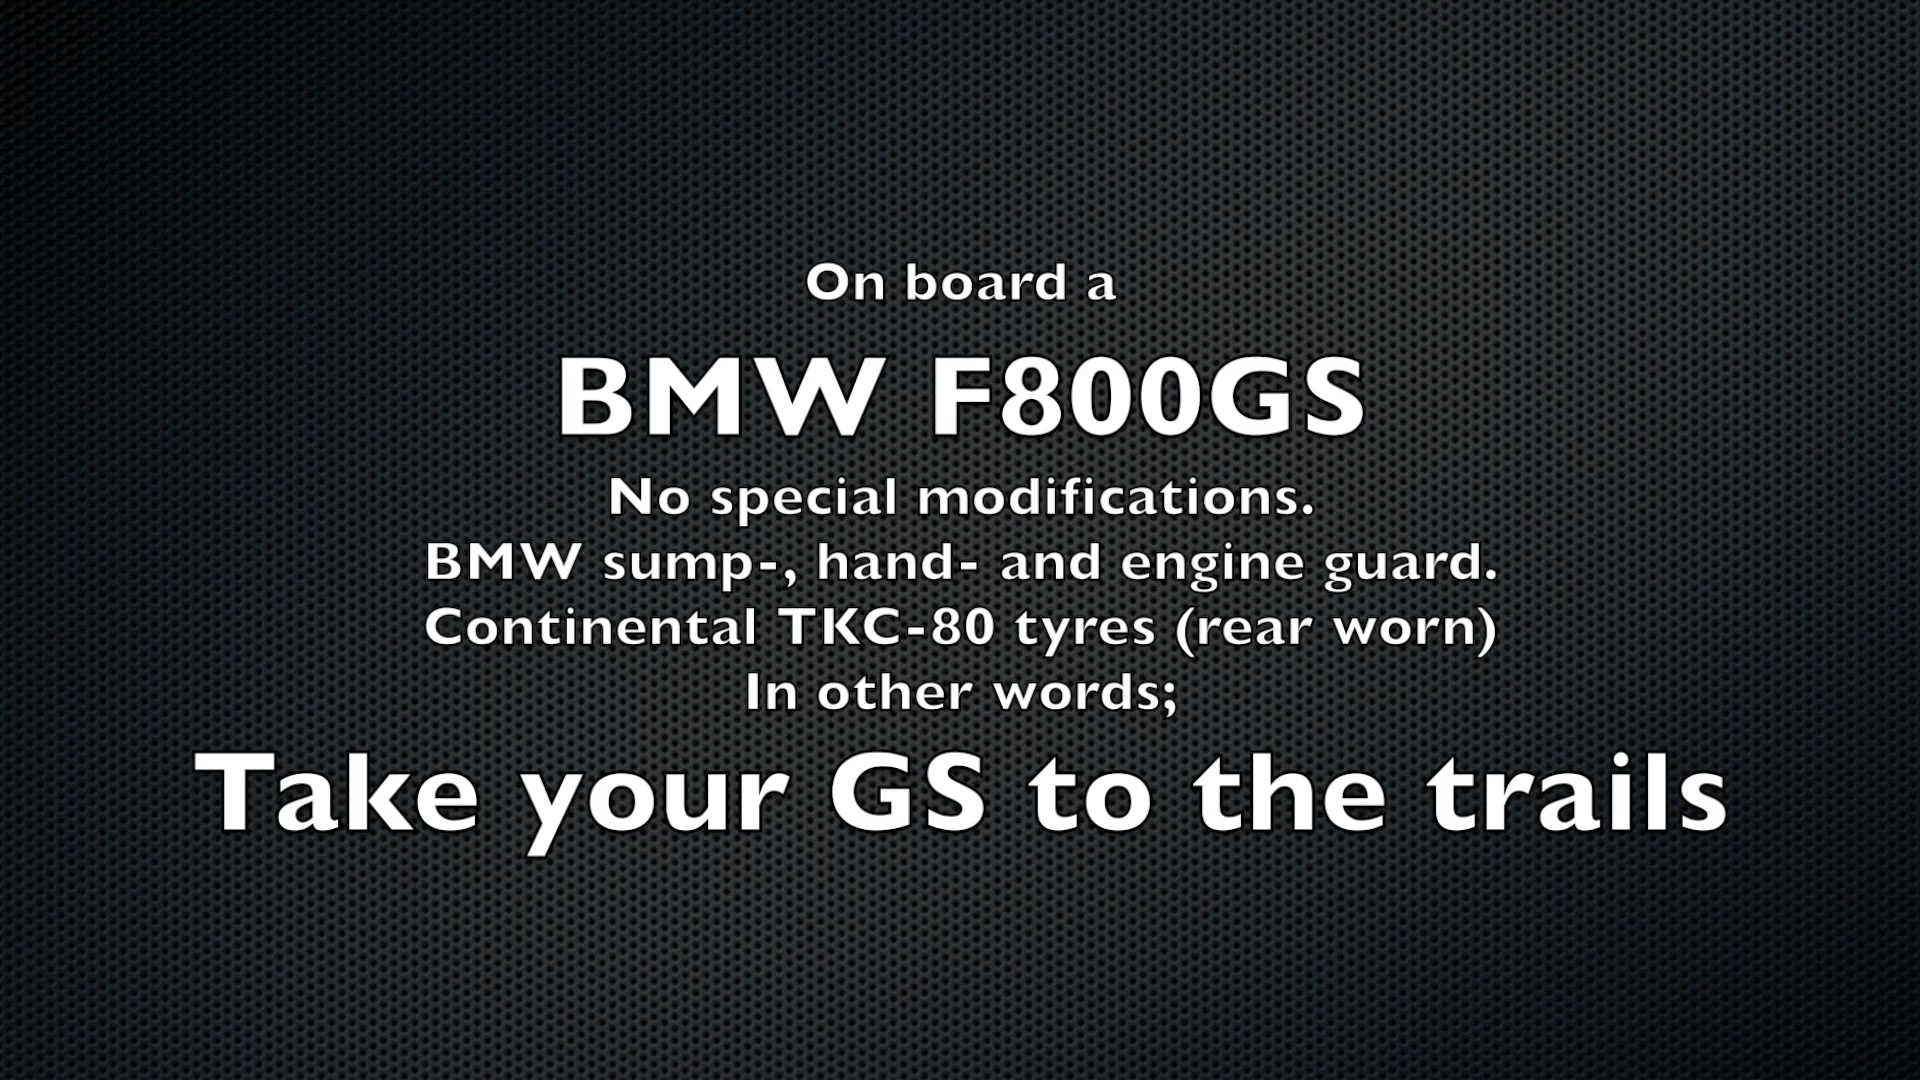 On board a
BMW F800GS
No special modifications.
BMW sump-, hand- and engine guard.
Continental TKC-80 tyres (rear worn)
In other words;
Take your GS to the trails